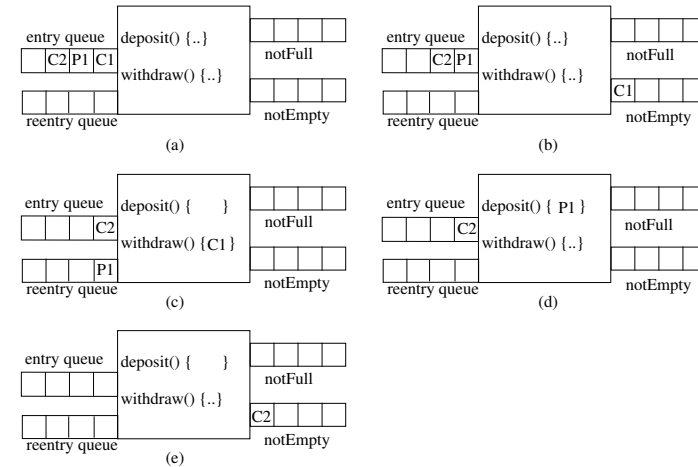 entry queue
C2 P1 C1
reentry queue
deposit() {..}
withdraw() {..}
notFull
notEmpty
(a)
entry queue
C2 P1
reentry queue
deposit() {..}
withdraw() {..}
notFull
C1
notEmpty
(b)
entry queue
C2
P1
reentry queue
deposit() { }
withdraw() {C1}
notFull
notEmpty
(c)
entry queue
C2
reentry queue
deposit() { P1 }
withdraw() {..}
notFull
notEmpty
(d)
entry queue
reentry queue
deposit() { }
withdraw() {..}
notFull
C2
notEmpty
(e)